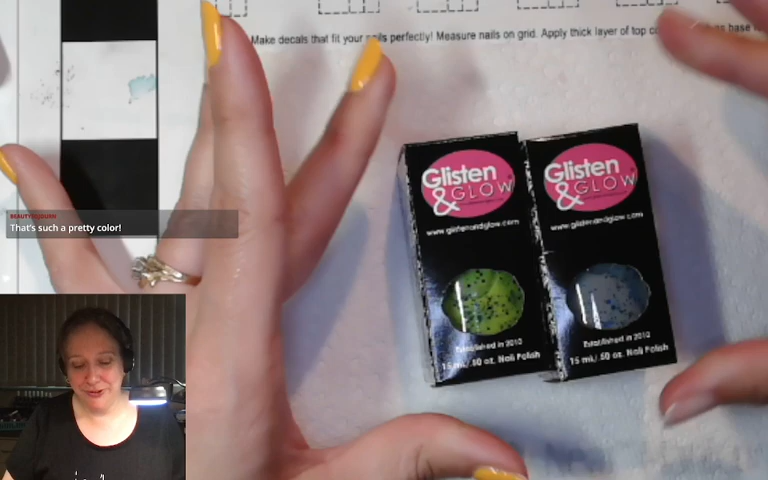 Make decals that fit your nails perfectly! Measure nails on grid. Apply thick layer of top
as base
That's such a pretty color!
Glisten
& GLOW
www.glistenandglow.com
Established in 2010
15 mL/ .50 oz. Nail Polish
Glisten
& GLOW
www.glistenandglow.com
Established in 2010
15 mL/ .50 oz. Nail Polish